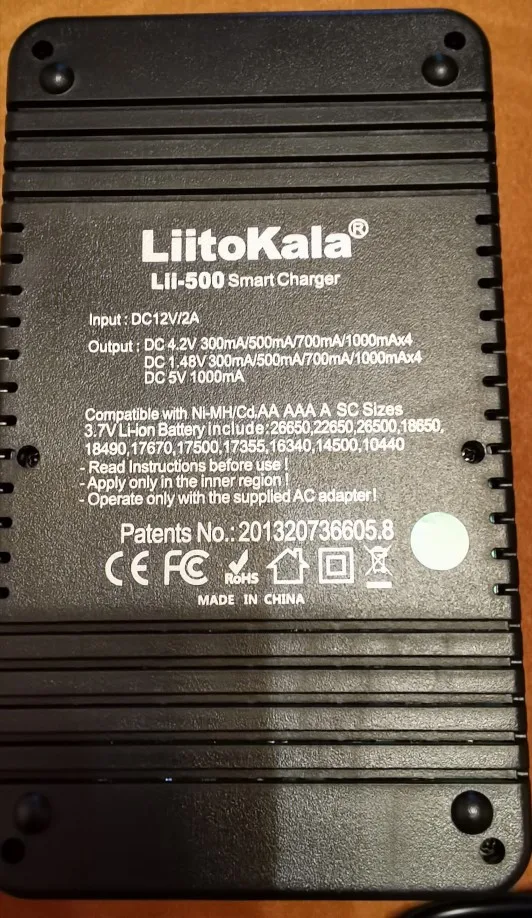 LiitoKala®
Lii-500 Smart Charger
Input : DC12V/2A
Output : DC 4.2V 300mA/500mA/700mA/1000mAx4
DC 1.48V 300mA/500mA/700mA/1000mAx4
DC 5V 1000mA
Compatible with Ni-MH/Cd.AA AAA A SC Sizes
3.7V Li-ion Battery include:26650,22650,26500,18650,
18490,17670,17500,17355,16340,14500,10440
- Read Instructions before use !
- Apply only in the inner region !
- Operate only with the supplied AC adapter!
Patents No.: 201320736605.8
CE FC RoHS
MADE IN CHINA